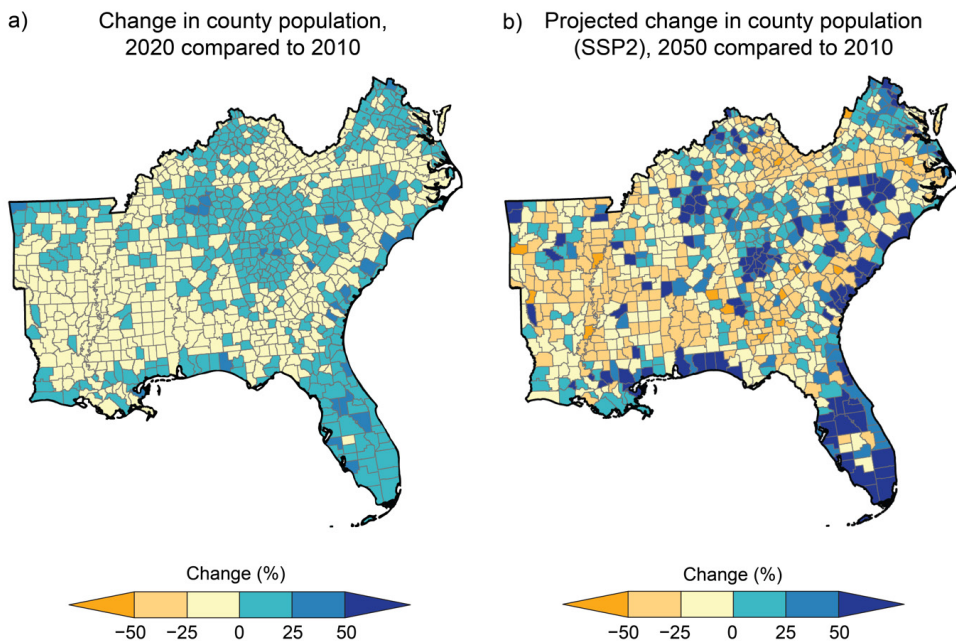 a) Change in county population,
2020 compared to 2010
b) Projected change in county population
(SSP2), 2050 compared to 2010
Change (%)
−50 −25 0 25 50
Change (%)
−50 −25 0 25 50